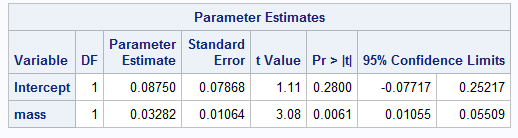 Parameter Estimates
Variable DF Parameter Estimate Standard Error t Value Pr > |t| 95% Confidence Limits
Intercept 1 0.08750 0.07868 1.11 0.2800 -0.07717 0.25217
mass 1 0.03282 0.01064 3.08 0.0061 0.01055 0.05509